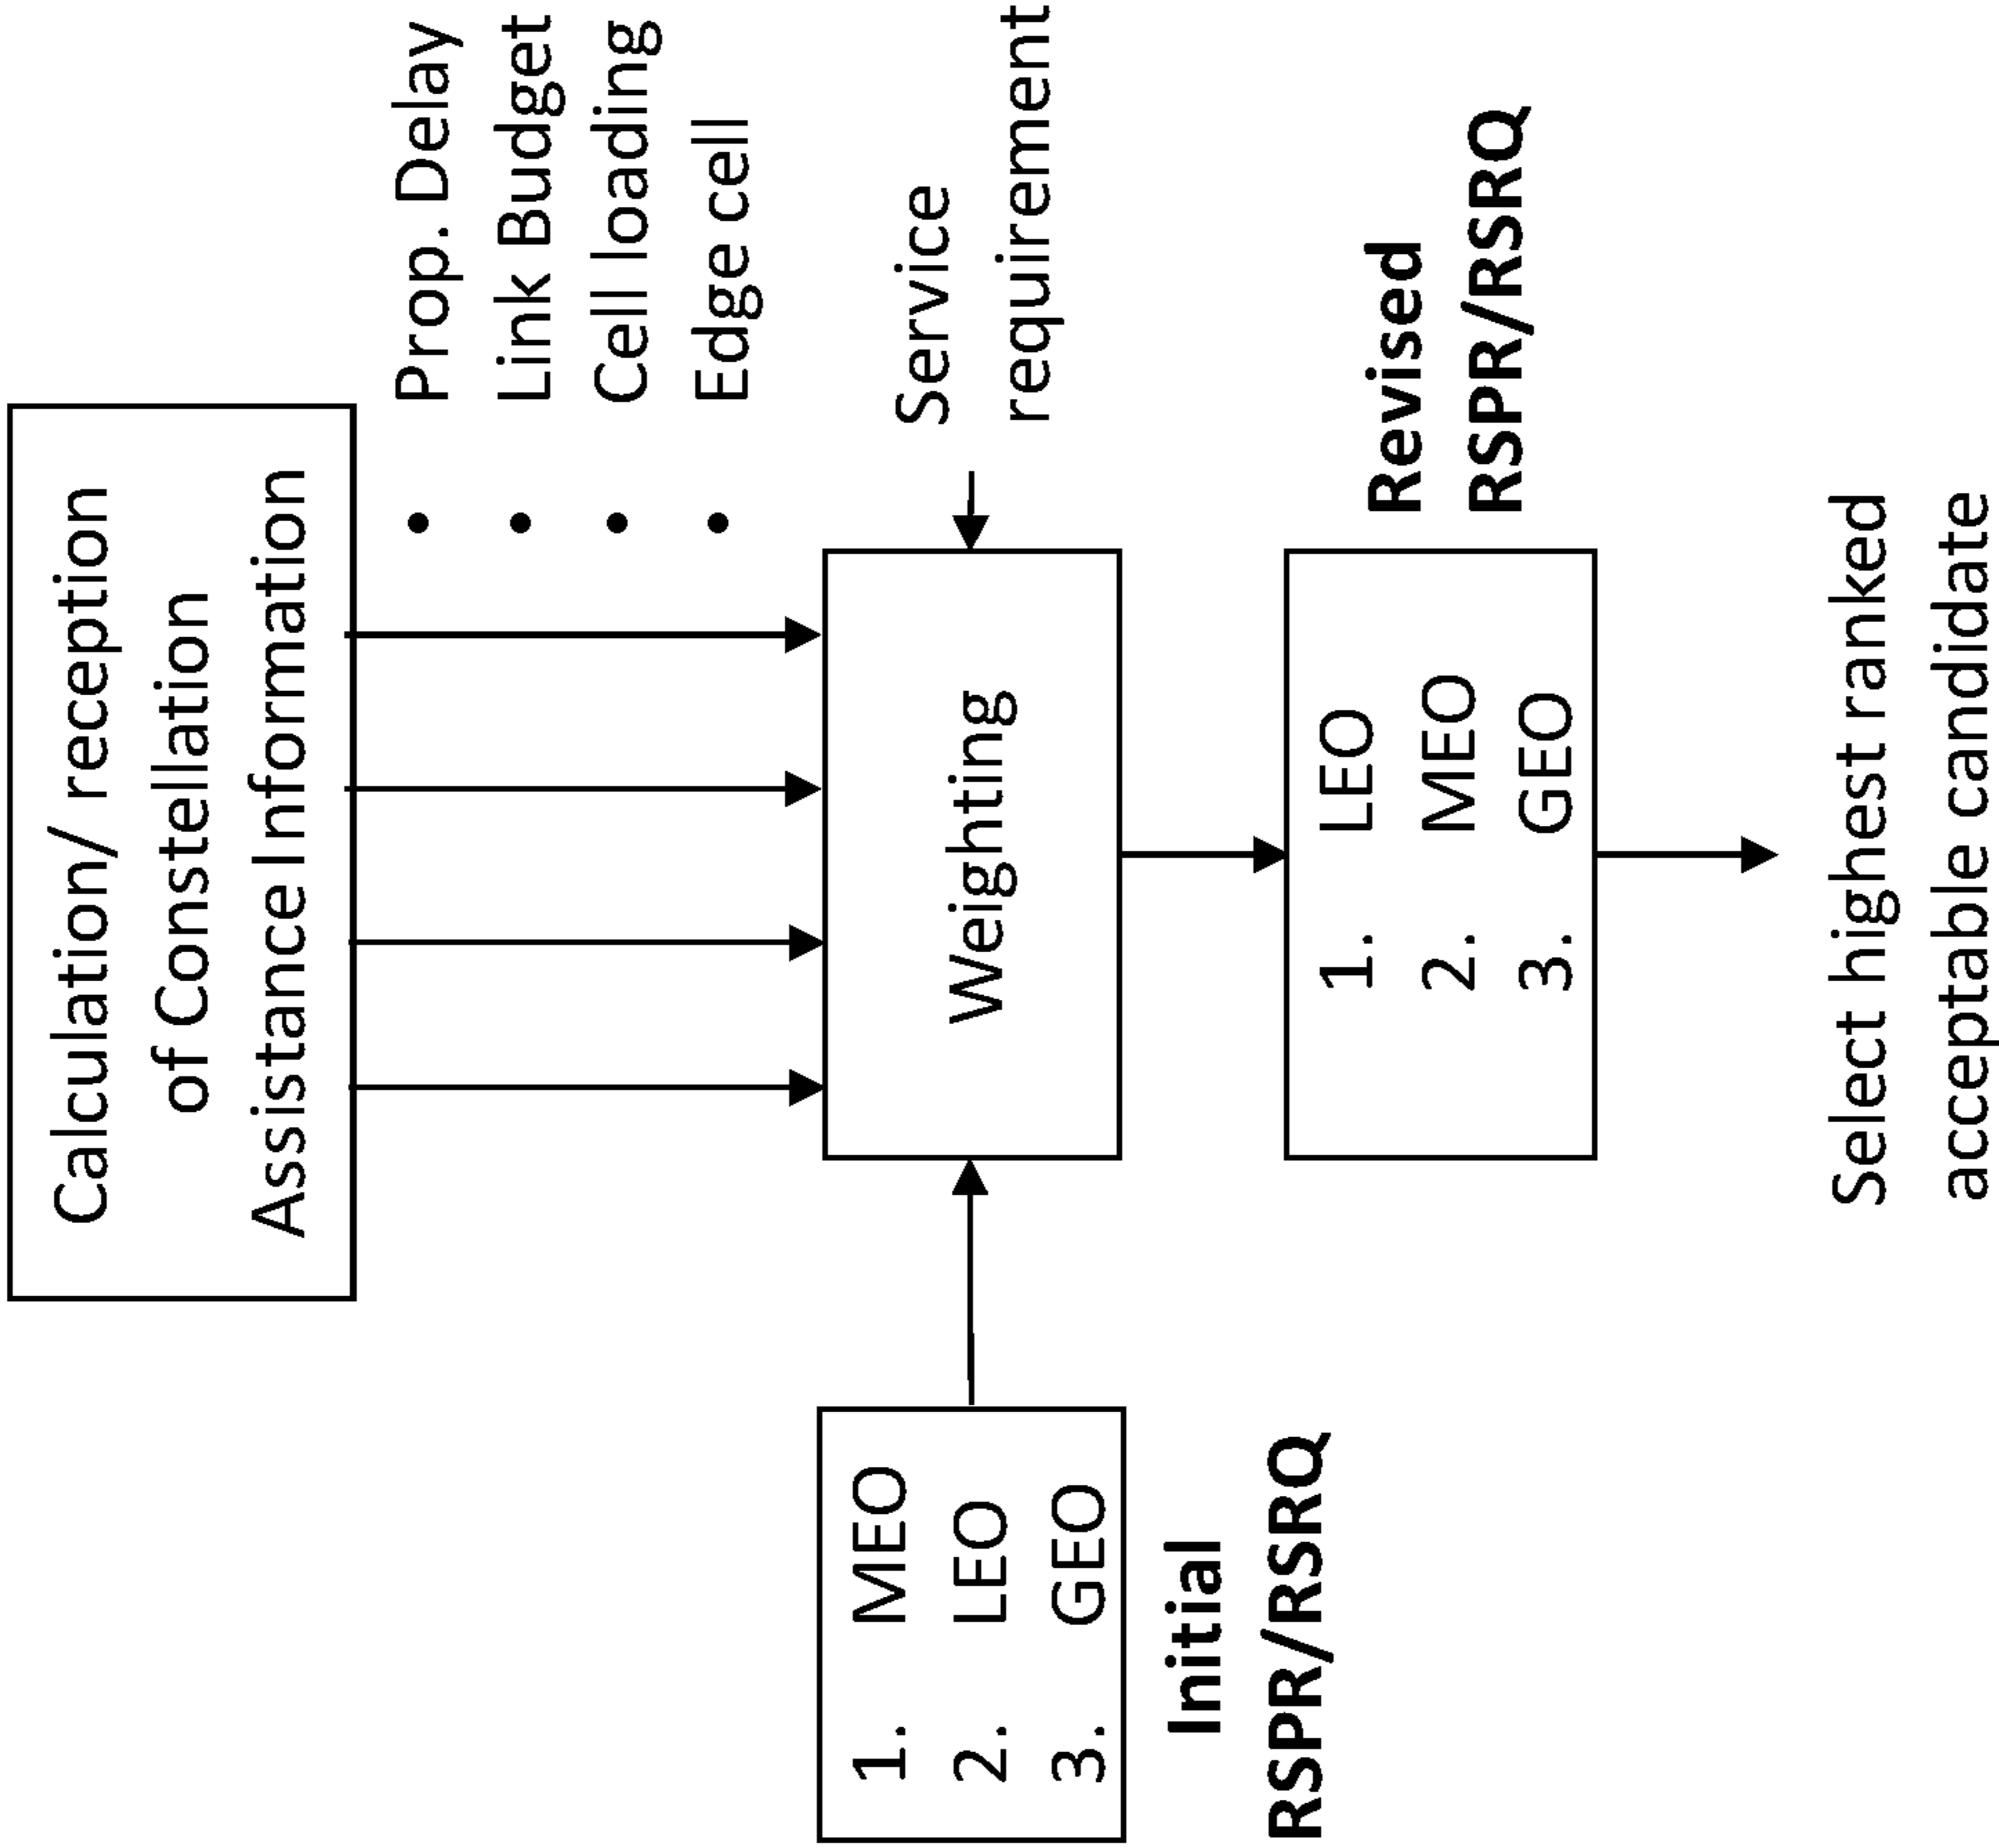 Calculation/ reception
of Constellation
Assistance Information
• Prop. Delay
• Link Budget
• Cell loading
• Edge cell
1. MEO
2. LEO
3. GEO
Initial
RSPR/RSRQ
Weighting
Service
requirement
1. LEO
2. MEO
3. GEO
Revised
RSPR/RSRQ
Select highest ranked
acceptable candidate